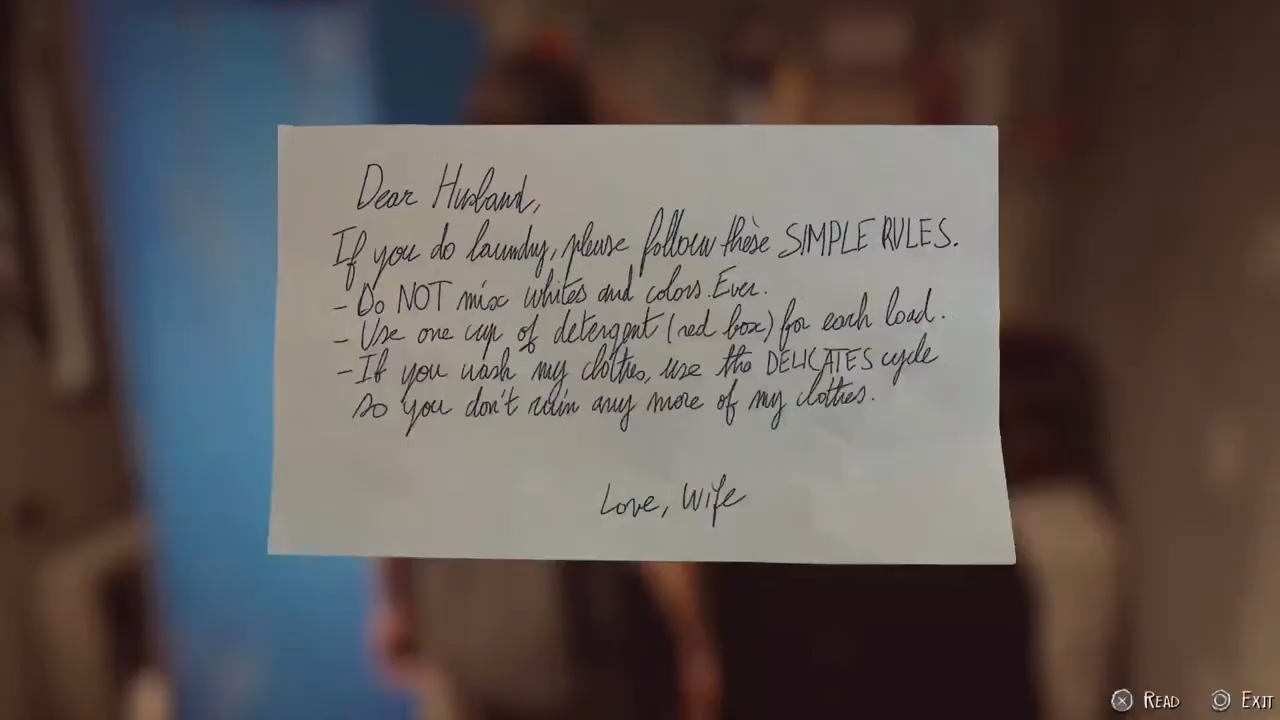 Dear Husband,
If you do laundry, please follow these SIMPLE RULES.
- Do NOT mix whites and colors. Ever.
- Use one cup of detergent (red box) for each load.
- If you wash my clothes, use the DELICATES cycle
so you don't ruin any more of my clothes.
Love, Wife
READ EXIT